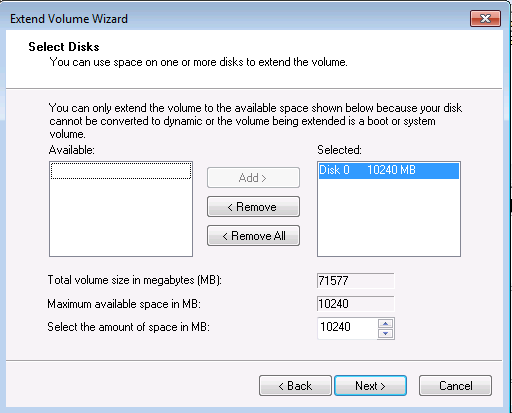 Extend Volume Wizard
Select Disks
You can use space on one or more disks to extend the volume.
You can only extend the volume to the available space shown below because your disk
cannot be converted to dynamic or the volume being extended is a boot or system
volume.
Available: Selected:
Disk 0 10240 MB
Add >
< Remove
< Remove All
Total volume size in megabytes (MB): 71577
Maximum available space in MB: 10240
Select the amount of space in MB: 10240
< Back Next > Cancel